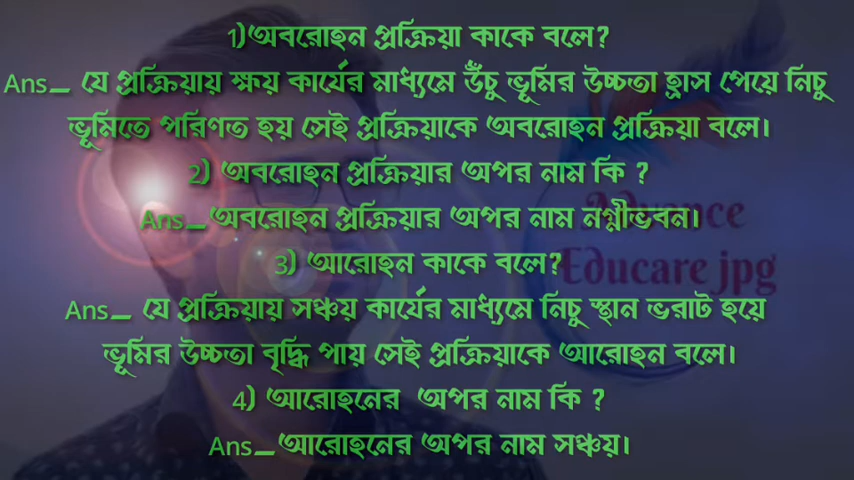 1)অবরোহন প্রক্রিয়া কাকে বলে?
Ans_ যে প্রক্রিয়ায় ক্ষয় কার্যের মাধ্যমে উঁচু ভূমির উচ্চতা হ্রাস পেয়ে নিচু
ভূমিতে পরিণত হয় সেই প্রক্রিয়াকে অবরোহন প্রক্রিয়া বলে।
2) অবরোহন প্রক্রিয়ার অপর নাম কি ?
Ans_অবরোহন প্রক্রিয়ার অপর নাম নগ্নীভবন।
3) আরোহন কাকে বলে?
Ans_ যে প্রক্রিয়ায় সঞ্চয় কার্যের মাধ্যমে নিচু স্থান ভরাট হয়ে
ভূমির উচ্চতা বৃদ্ধি পায় সেই প্রক্রিয়াকে আরোহন বলে।
4) আরোহনের অপর নাম কি ?
Ans_আরোহনের অপর নাম সঞ্চয়।
Advance
Educare jpg